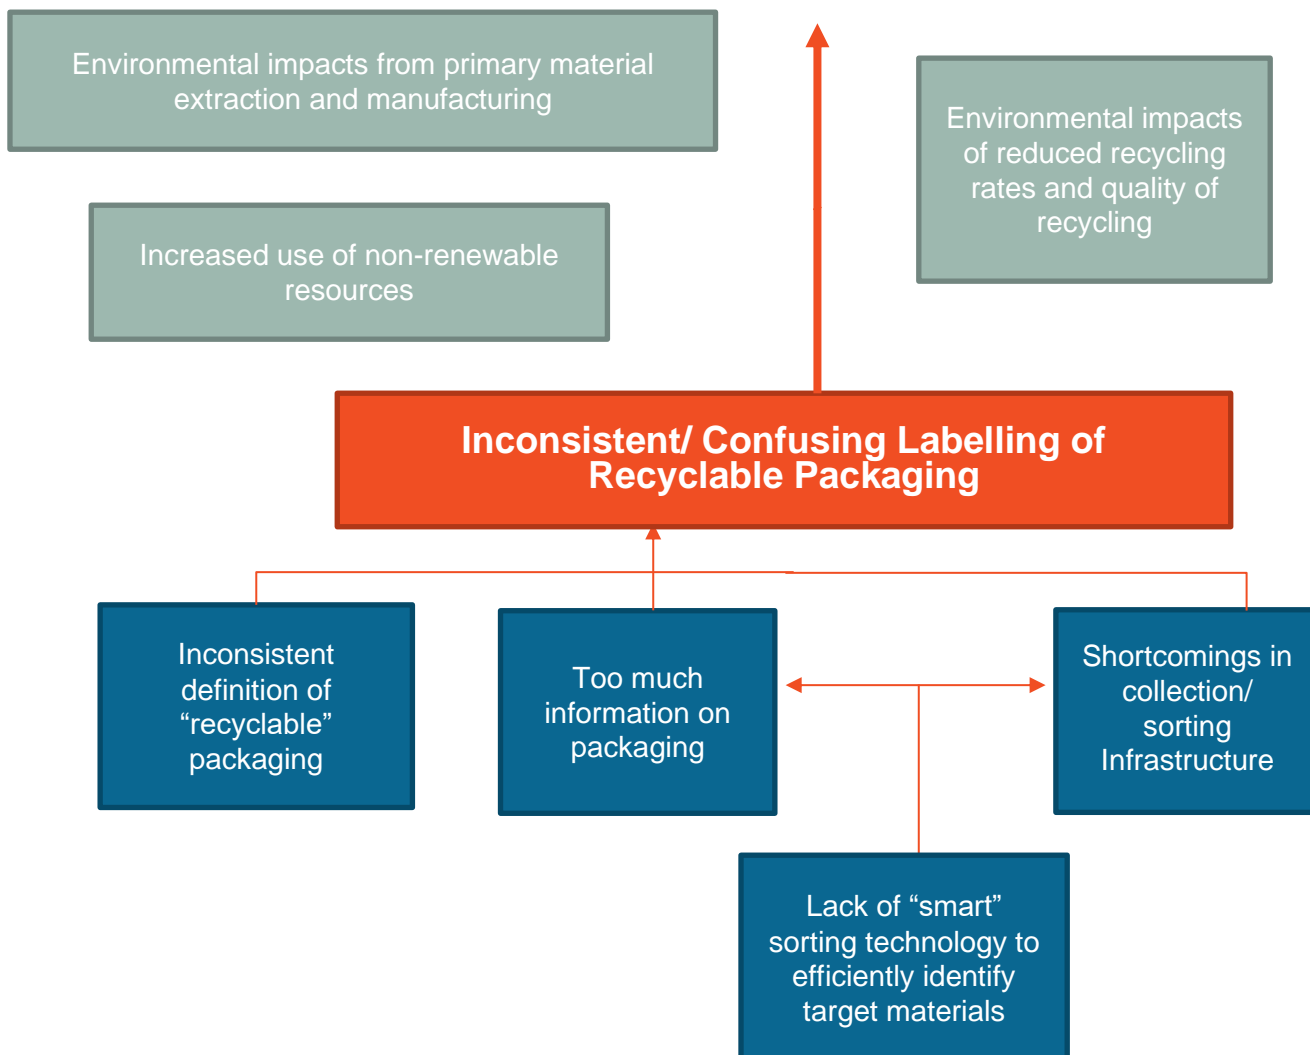 Environmental impacts from primary material
extraction and manufacturing
Environmental impacts
of reduced recycling
rates and quality of
recycling
Increased use of non-renewable
resources
Inconsistent/ Confusing Labelling of
Recyclable Packaging
Inconsistent
definition of
“recyclable”
packaging
Too much
information on
packaging
Shortcomings in
collection/
sorting
Infrastructure
Lack of “smart”
sorting technology to
efficiently identify
target materials